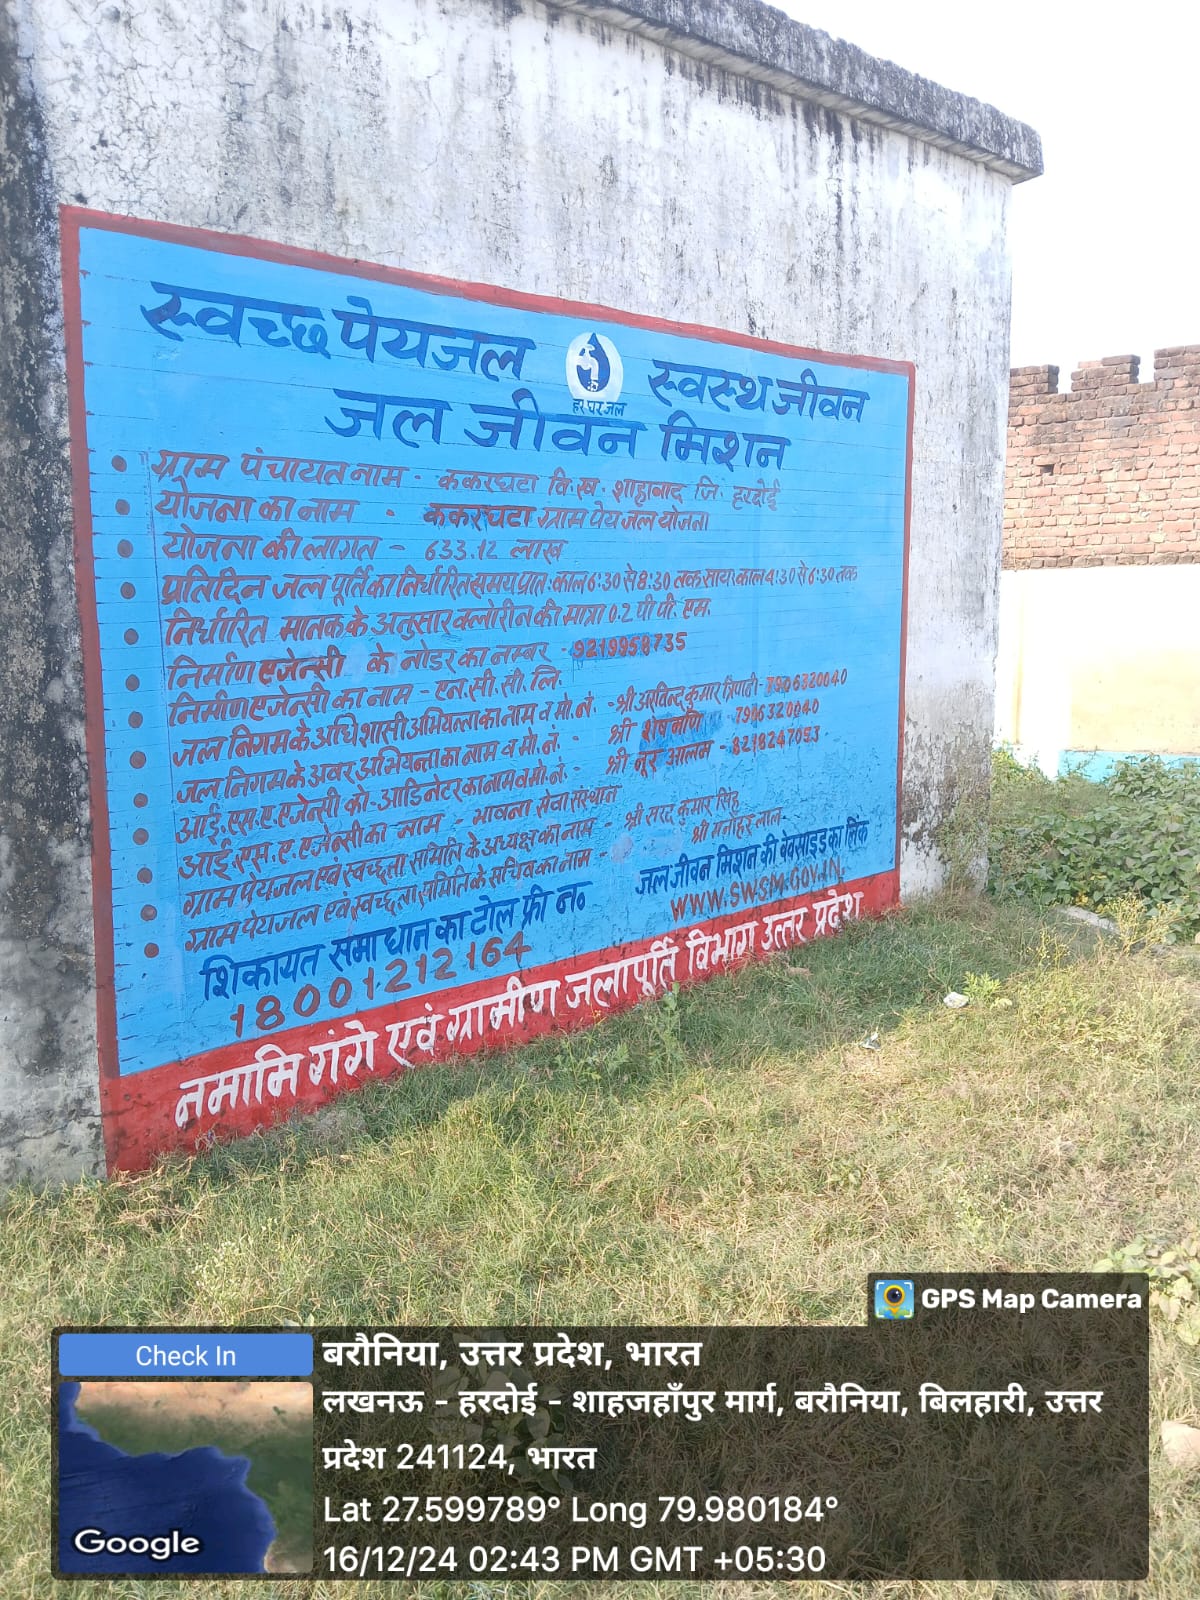 स्वच्छ पेयजल स्वस्थ जीवन
हर घर जल
जल जीवन मिशन
ग्राम पंचायत नाम - ककरघटा वि.ख. शाहाबाद जि. हरदोई
योजना का नाम - ककरघटा ग्राम पेयजल योजना
योजना की लागत - 633.12 लाख
प्रतिदिन जल पूर्ति का निर्धारित समय प्रातः काल 6:30 से 8:30 तक सायः काल 4:30 से 6:30 तक
निर्धारित मानक के अनुसार क्लोरीन की मात्रा 0.2 पी पी. एम.
निर्माण एजेन्सी के नोडर का नम्बर - 9219958735
निर्माण एजेन्सी का नाम - एन.सी.सी.लि.
जल निगम के अधिशासी अभियन्ता का नाम व मो.नं. - श्री अरविन्द कुमार त्रिपाठी - 7906320040
जल निगम के अवर अभियन्ता का नाम व मो.नं. - श्री शेषमणि - 7906320040
आई.एस.ए.एजेन्सी को-आडिनेटर का नाम व मो.नं. - श्री नूर आलम - 8218247053
आई.एस.ए.एजेन्सी का नाम - भावना सेवा संस्थान
ग्राम पेयजल एवं स्वच्छता समिति के अध्यक्ष का नाम - श्री सरद कुमार सिंह
ग्राम पेयजल एवं स्वच्छता समिति के सचिव का नाम - श्री मनोहर लाल
शिकायत समाधान का टोल फ्री नं०
18001212164
जल जीवन मिशन की बेवसाइड का लिंक
WWW.SWSM.GOV.IN.
नमामि गंगे एवं ग्रामीण जलापूर्ति विभाग उत्तर प्रदेश
GPS Map Camera
Check In
बरौनिया, उत्तर प्रदेश, भारत
लखनऊ - हरदोई - शाहजहाँपुर मार्ग, बरौनिया, बिलहारी, उत्तर
प्रदेश 241124, भारत
Lat 27.599789° Long 79.980184°
16/12/24 02:43 PM GMT +05:30
Google